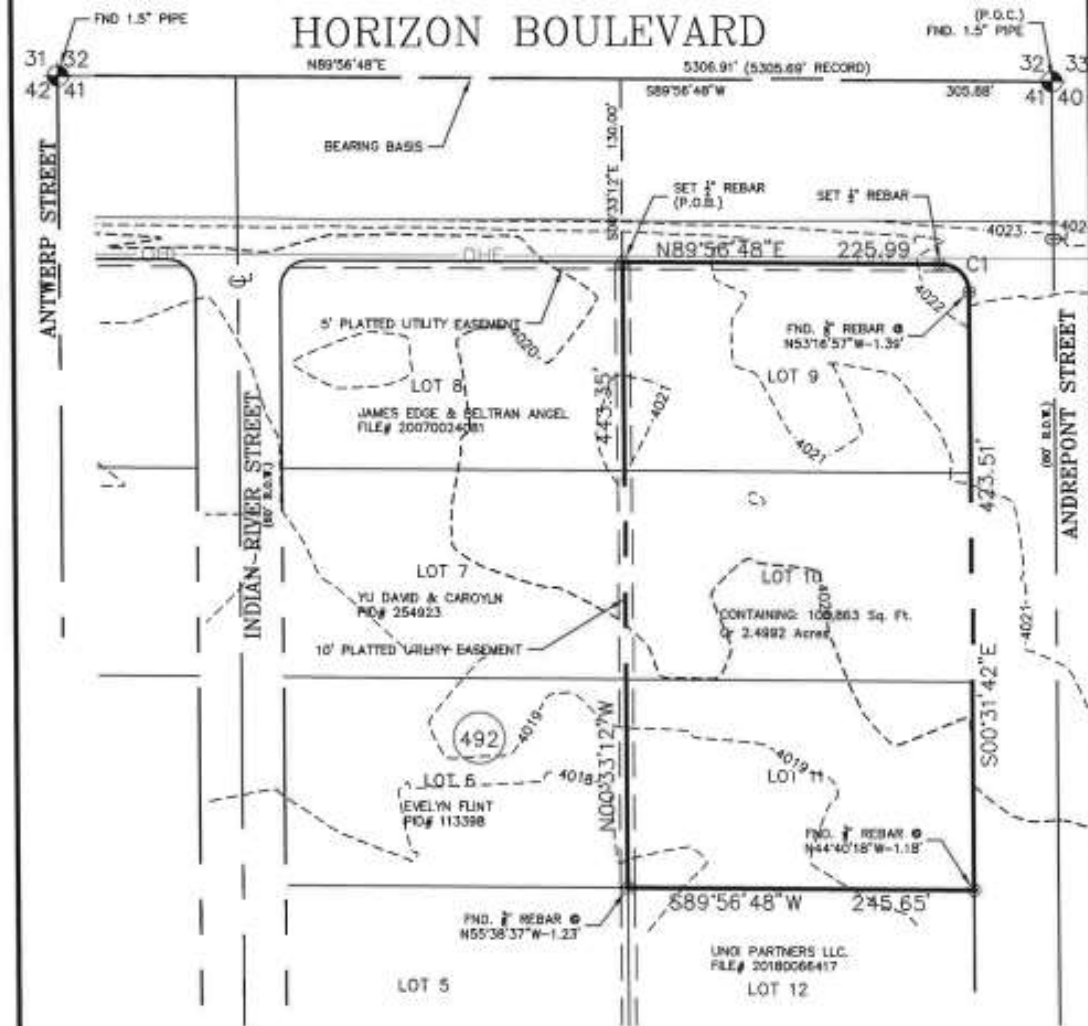 HORIZON BOULEVARD
FND 1.5" PIPE
(P.O.C.)
FND. 1.5" PIPE
31 32
42 41
32 33
41 40
N89°56'48"E
5306.91' (5305.69' RECORD)
S89°56'48"W
305.88'
BEARING BASIS
S00°33'12"E 130.00'
ANTWERP STREET
SET ½" REBAR
(P.O.B.)
SET ½" REBAR
4023
OHE
OHE
N89°56'48"E 225.99
C1
4022
5' PLATTED UTILITY EASEMENT
4020
FND. REBAR @
N53°16'57"W-1.39'
LOT 8
LOT 9
JAMES EDGE & BELTRAN ANGEL
FILE# 20070024081
443.35'
4021
4021
INDIAN-RIVER STREET
(60' R.O.W.)
423.51'
ANDREPONT STREET
(60' R.O.W.)
LOT 7
LOT 10
YU DAVID & CAROYLN
PID# 254923
CONTAINING: Sq. Ft.
Or 2.4992 Acres
10' PLATTED UTILITY EASEMENT
4021
S00°31'42"E
N00°33'12"W
492
4019
4019
4018
LOT 6
LOT 11
EVELYN FLINT
PID# 113398
FND. REBAR @
N44°40'18"W-1.18'
S89°56'48"W 245.65'
FND. REBAR @
N55°38'37"W-1.23'
UNOI PARTNERS LLC.
FILE# 20180066417
LOT 5
LOT 12